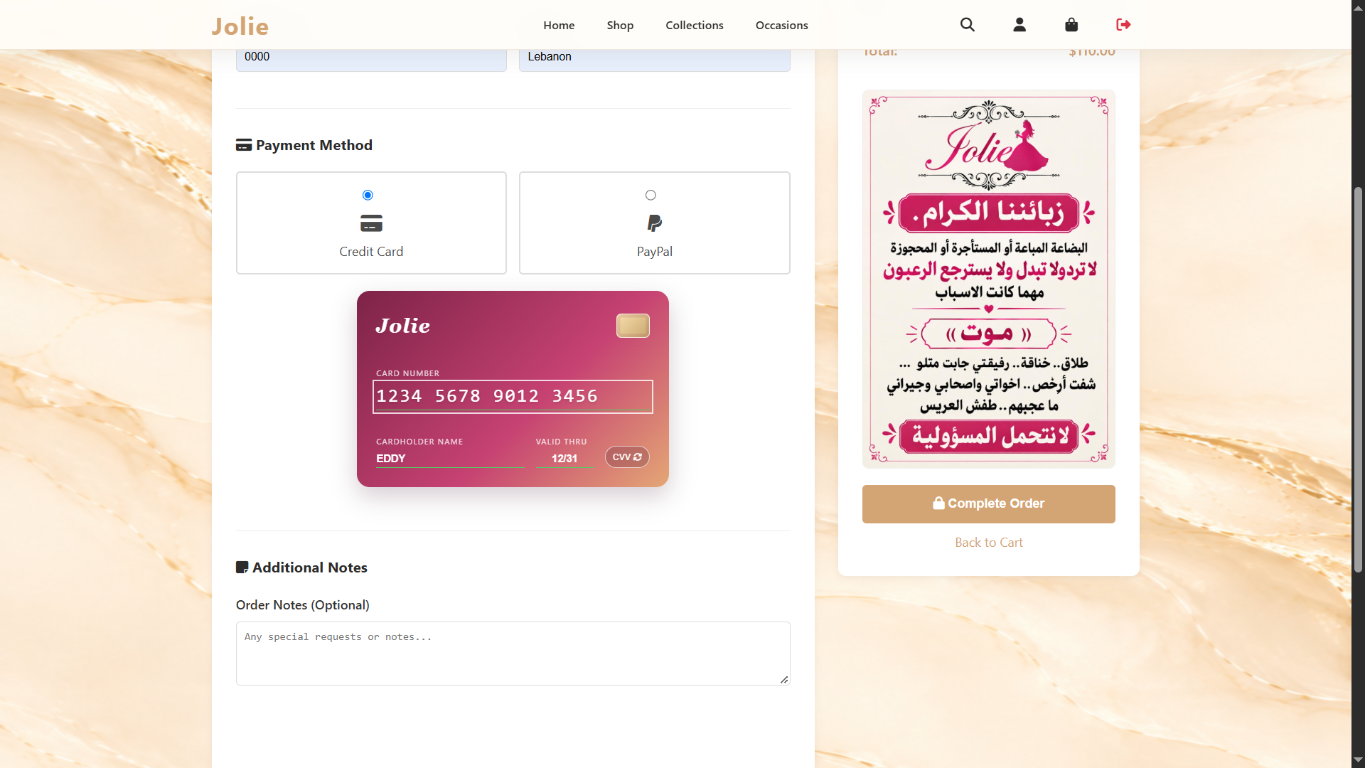 Jolie
Home
Shop
Collections
Occasions
0000
Lebanon
Payment Method
Credit Card
PayPal
Jolie
CARD NUMBER
1234 5678 9012 3456
CARDHOLDER NAME
VALID THRU
EDDY
12/31
CVV
Additional Notes
Order Notes (Optional)
Any special requests or notes...
Total:
$110.00
Jolie
زبائننا الكرام.
البضاعة المباعة أو المستأجرة أو المحجوزة
لا تردولا تبدل ولا يسترجع الرعبون
مهما كانت الاسباب
(( موت ))
طلاق.. خناقة.. رفيقتي جابت متلو ...
شفت أرخص.. اخواتي واصحابي وجيراني
ما عجبهم.. طفش العريس
لانتحمل المسؤولية
Complete Order
Back to Cart